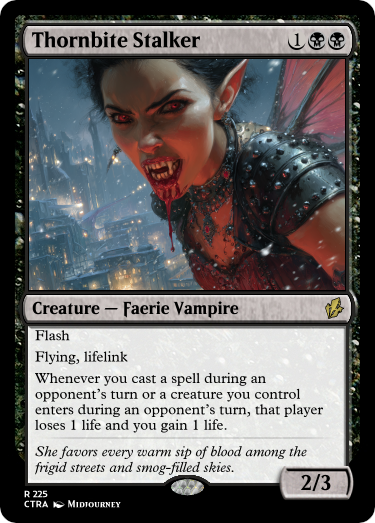 Thornbite Stalker 1
Creature — Faerie Vampire
Flash
Flying, lifelink
Whenever you cast a spell during an
opponent's turn or a creature you control
enters during an opponent's turn, that player
loses 1 life and you gain 1 life.
She favors every warm sip of blood among the
frigid streets and smog-filled skies.
2/3
R 225
CTRA Midjourney